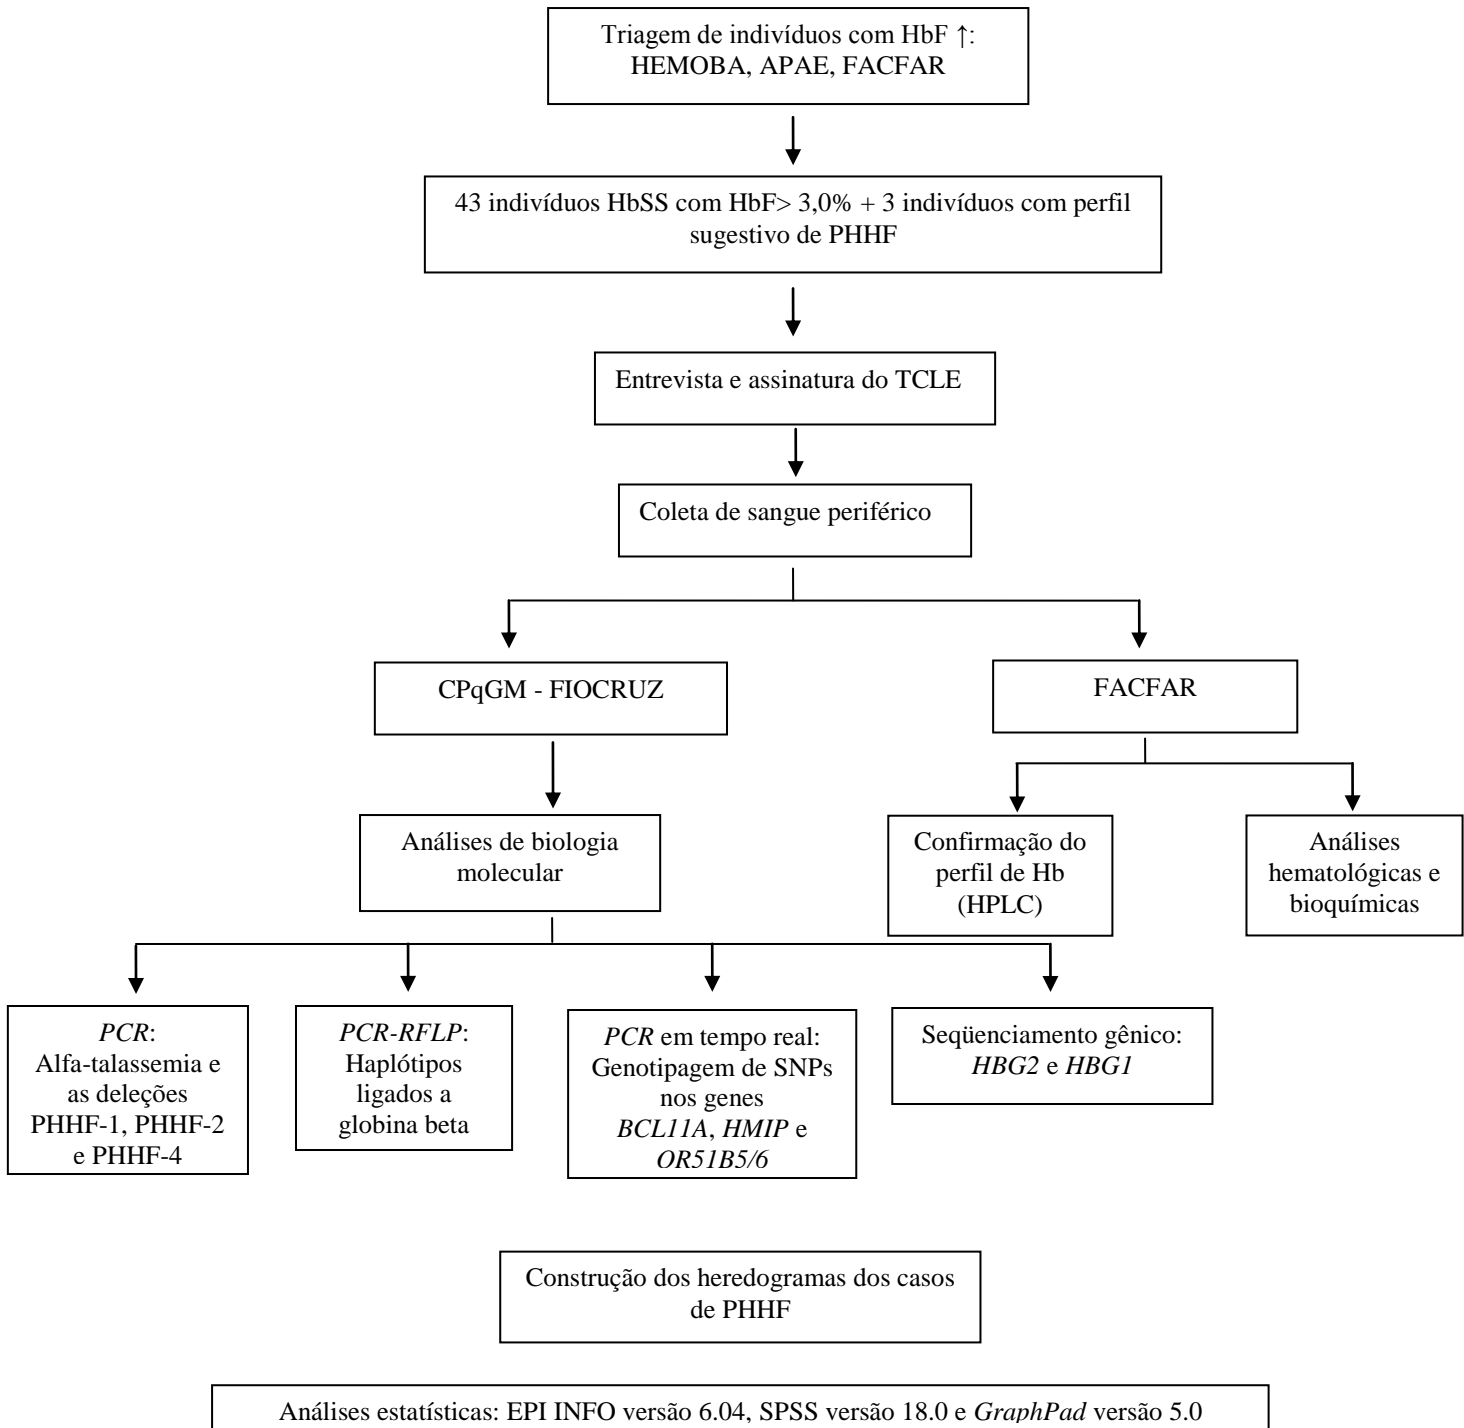 Triagem de indivíduos com HbF ↑:
HEMOBA, APAE, FACFAR
43 indivíduos HbSS com HbF> 3,0% + 3 indivíduos com perfil
sugestivo de PHHF
Entrevista e assinatura do TCLE
Coleta de sangue periférico
CPqGM - FIOCRUZ
FACFAR
Análises de biologia
molecular
Confirmação do
perfil de Hb
(HPLC)
Análises
hematológicas e
bioquímicas
PCR:
Alfa-talassemia e
as deleções
PHHF-1, PHHF-2
e PHHF-4
PCR-RFLP:
Haplótipos
ligados a
globina beta
PCR em tempo real:
Genotipagem de SNPs
nos genes
BCL11A, HMIP e
OR51B5/6
Seqüenciamento gênico:
HBG2 e HBG1
Construção dos heredogramas dos casos
de PHHF
Análises estatísticas: EPI INFO versão 6.04, SPSS versão 18.0 e GraphPad versão 5.0